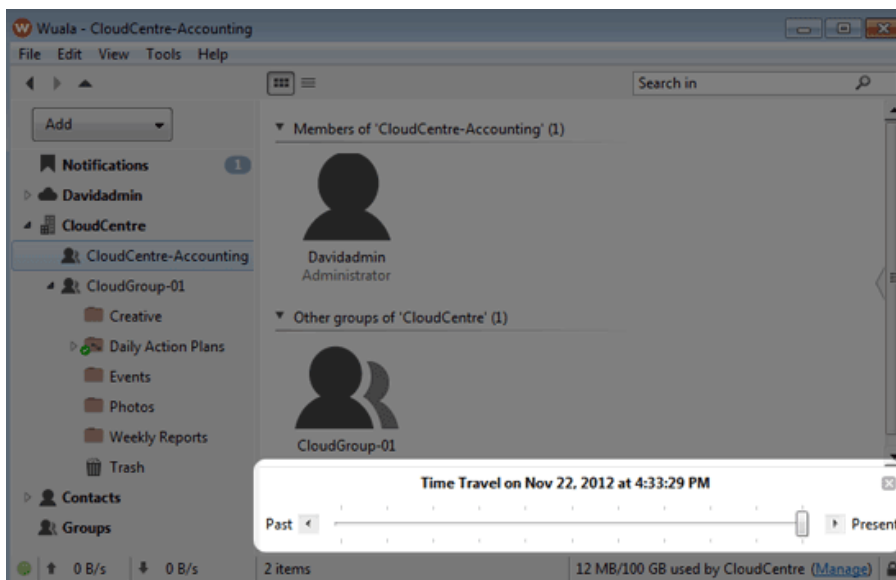 Wuala - CloudCentre-Accounting
File Edit View Tools Help
Search in
Add
Notifications 1
Davidadmin
CloudCentre
CloudCentre-Accounting
CloudGroup-01
Creative
Daily Action Plans
Events
Photos
Weekly Reports
Trash
Contacts
Groups
Members of 'CloudCentre-Accounting' (1)
Davidadmin
Administrator
Other groups of 'CloudCentre' (1)
CloudGroup-01
Time Travel on Nov 22, 2012 at 4:33:29 PM
Past Present
0 B/s 0 B/s 2 items 12 MB/100 GB used by CloudCentre (Manage)